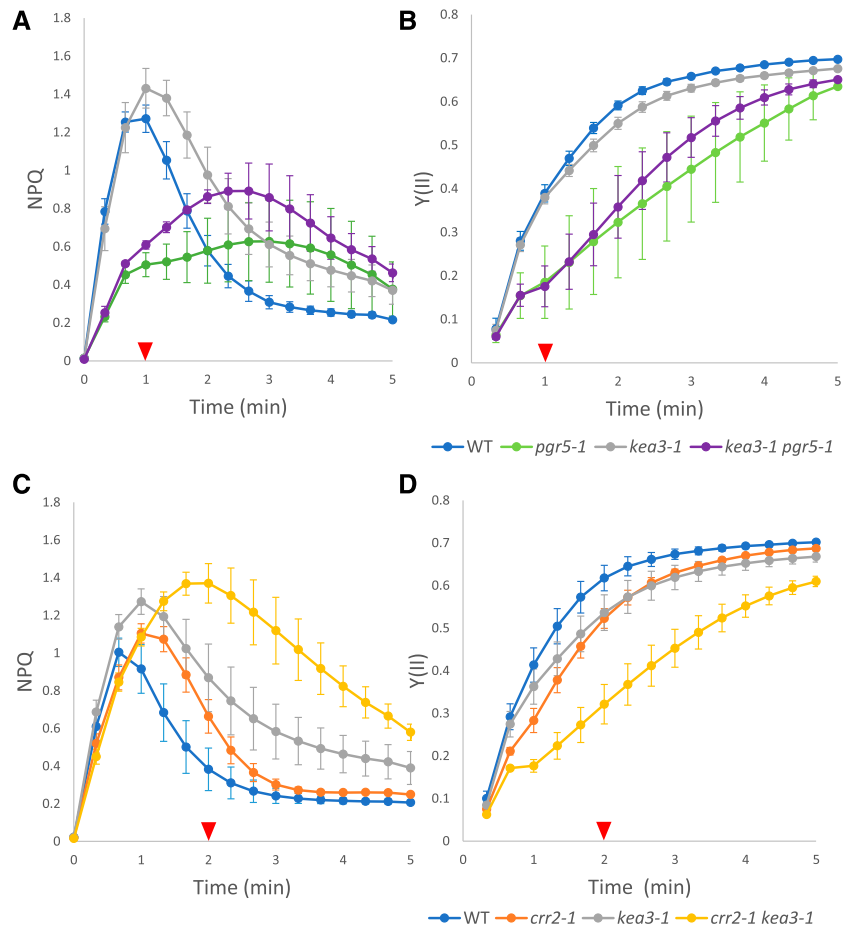 A
1.8
1.6
1.4
1.2
1
0.8
0.6
0.4
0.2
0
NPQ
0 1 2 3 4 5
Time (min)
B
0.8
0.7
0.6
0.5
0.4
0.3
0.2
0.1
0
Y(II)
0 1 2 3 4 5
Time (min)
WT pgr5-1 kea3-1 kea3-1 pgr5-1
C
1.8
1.6
1.4
1.2
1
0.8
0.6
0.4
0.2
0
NPQ
0 1 2 3 4 5
Time (min)
D
0.8
0.7
0.6
0.5
0.4
0.3
0.2
0.1
0
Y(II)
0 1 2 3 4 5
Time (min)
WT crr2-1 kea3-1 crr2-1 kea3-1